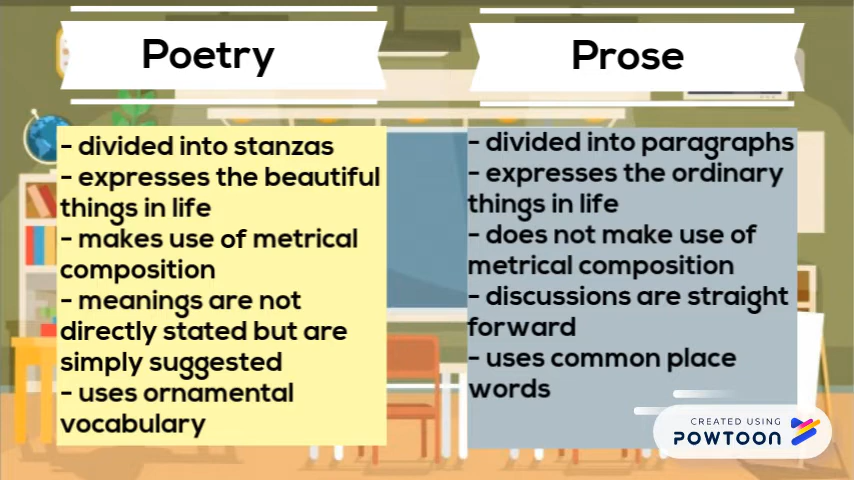 Poetry
- divided into stanzas
- expresses the beautiful
things in life
- makes use of metrical
composition
- meanings are not
directly stated but are
simply suggested
- uses ornamental
vocabulary
Prose
- divided into paragraphs
- expresses the ordinary
things in life
- does not make use of
metrical composition
- discussions are straight
forward
- uses common place
words
CREATED USING
POWTOON